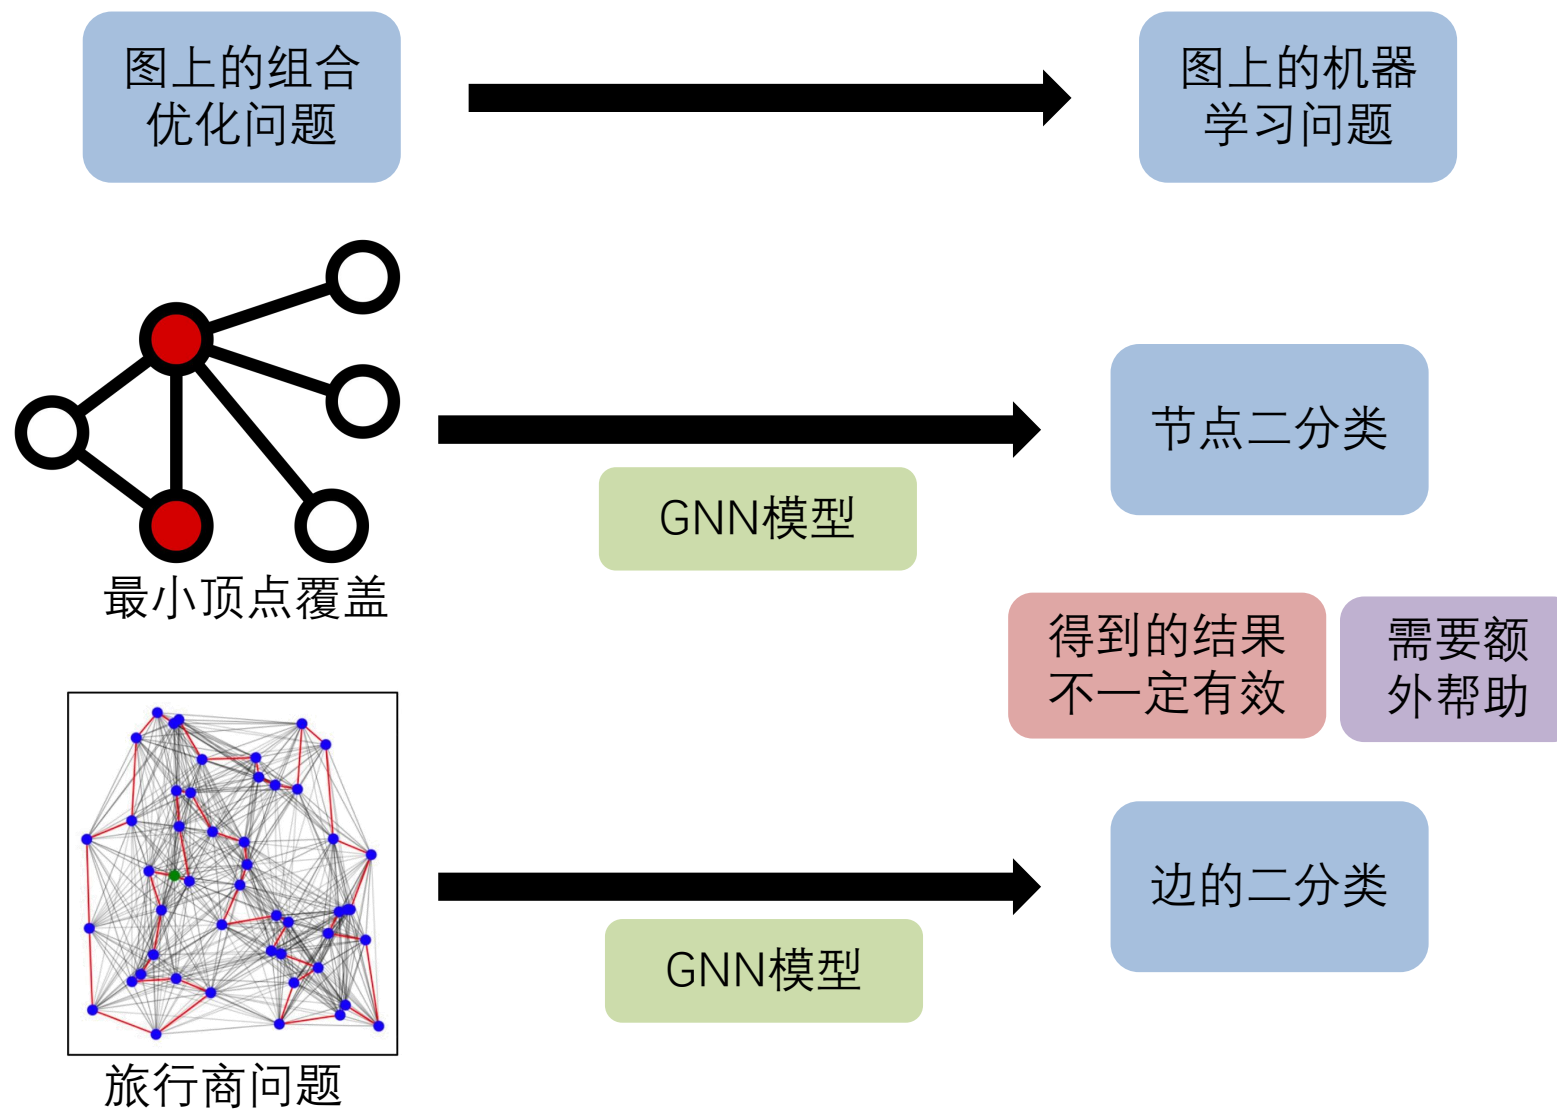 图上的组合
优化问题
图上的机器
学习问题
节点二分类
GNN模型
最小顶点覆盖
得到的结果
不一定有效
需要额
外帮助
边的二分类
GNN模型
旅行商问题